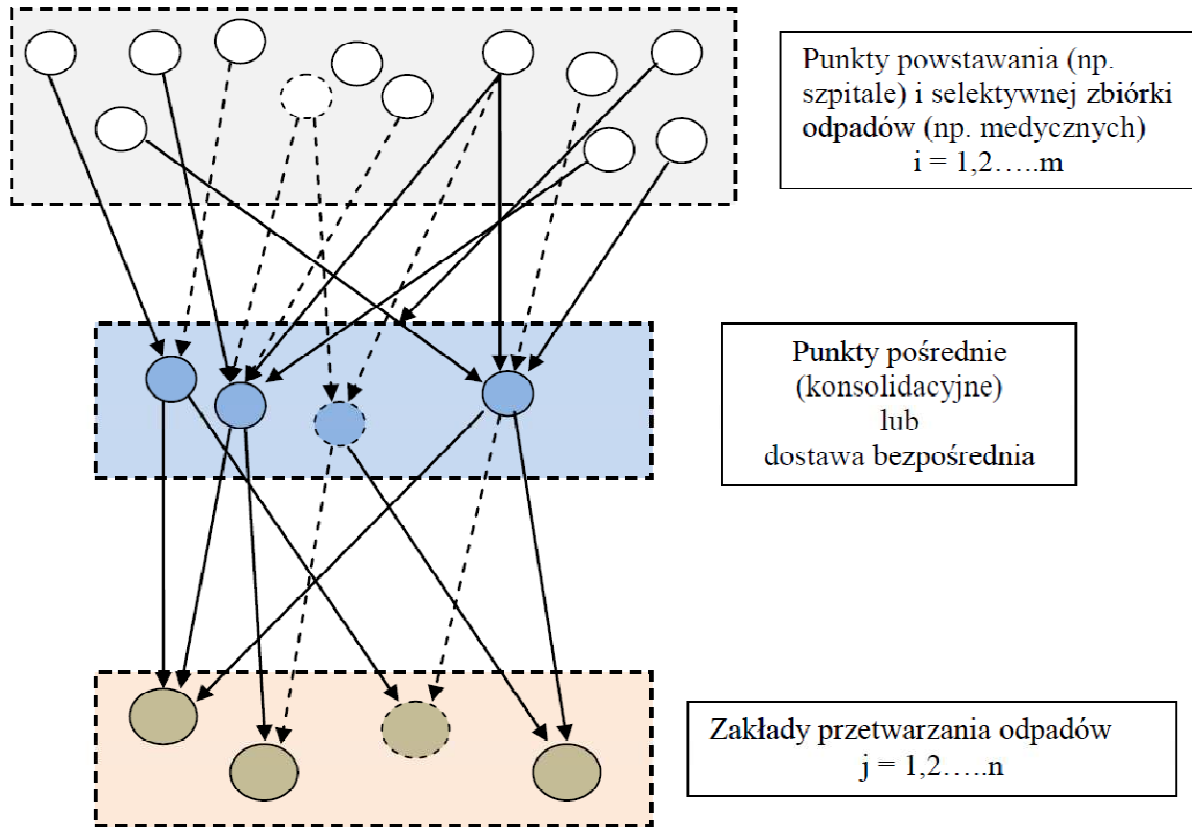 Punkty powstawania (np.
szpitale) i selektywnej zbiórki
odpadów (np. medycznych)
i = 1,2…..m
Punkty pośrednie
(konsolidacyjne)
lub
dostawa bezpośrednia
Zakłady przetwarzania odpadów
j = 1,2…..n